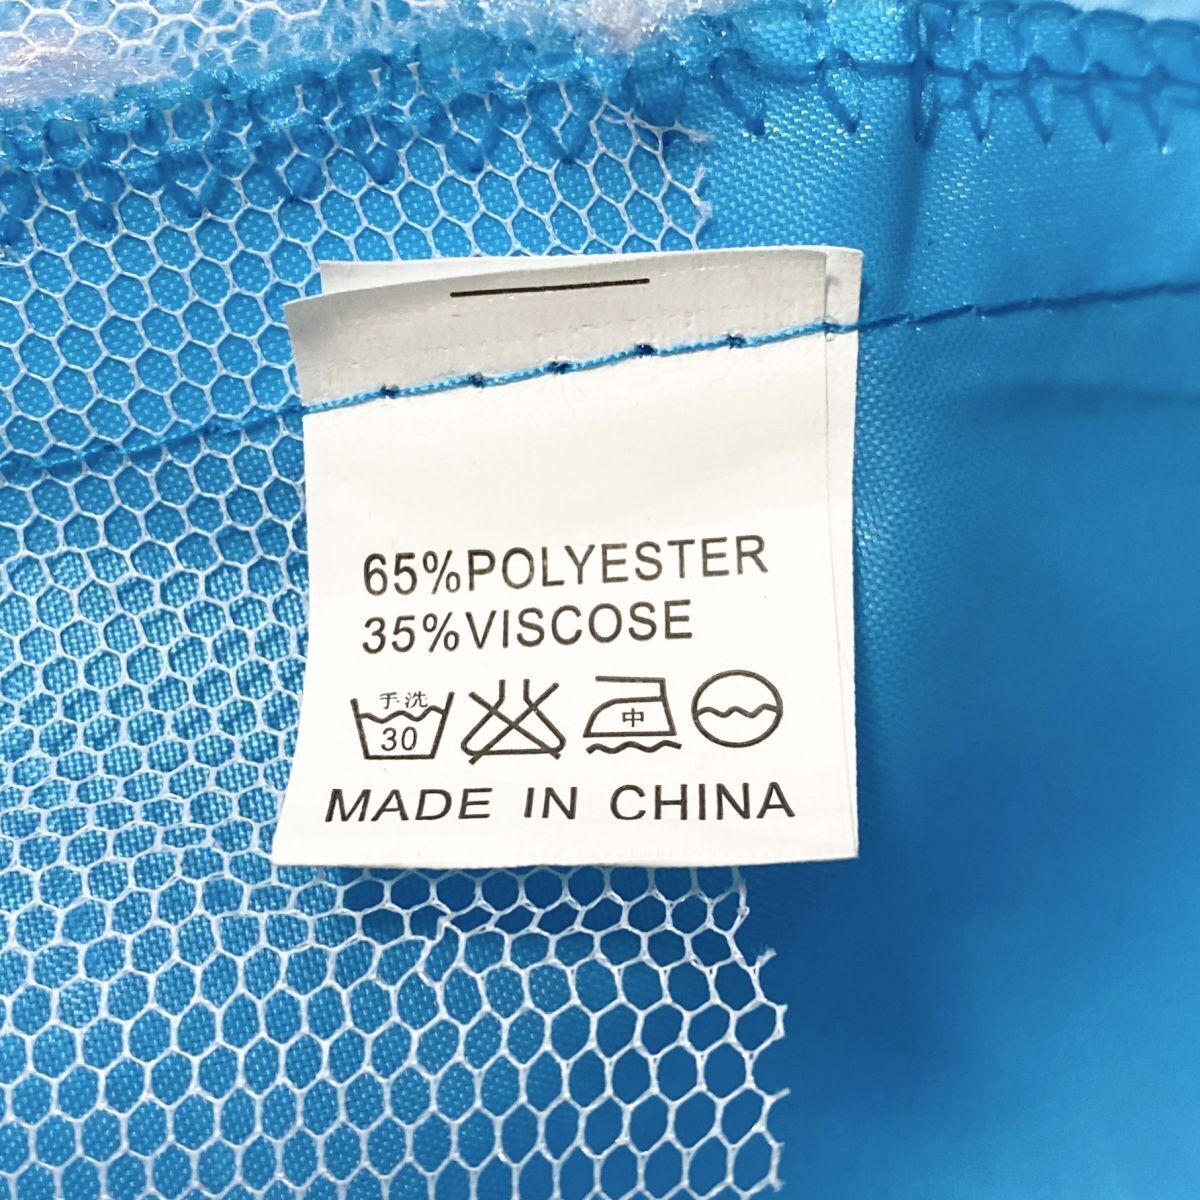 65%POLYESTER
35%VISCOSE
手洗
30
中
MADE IN CHINA